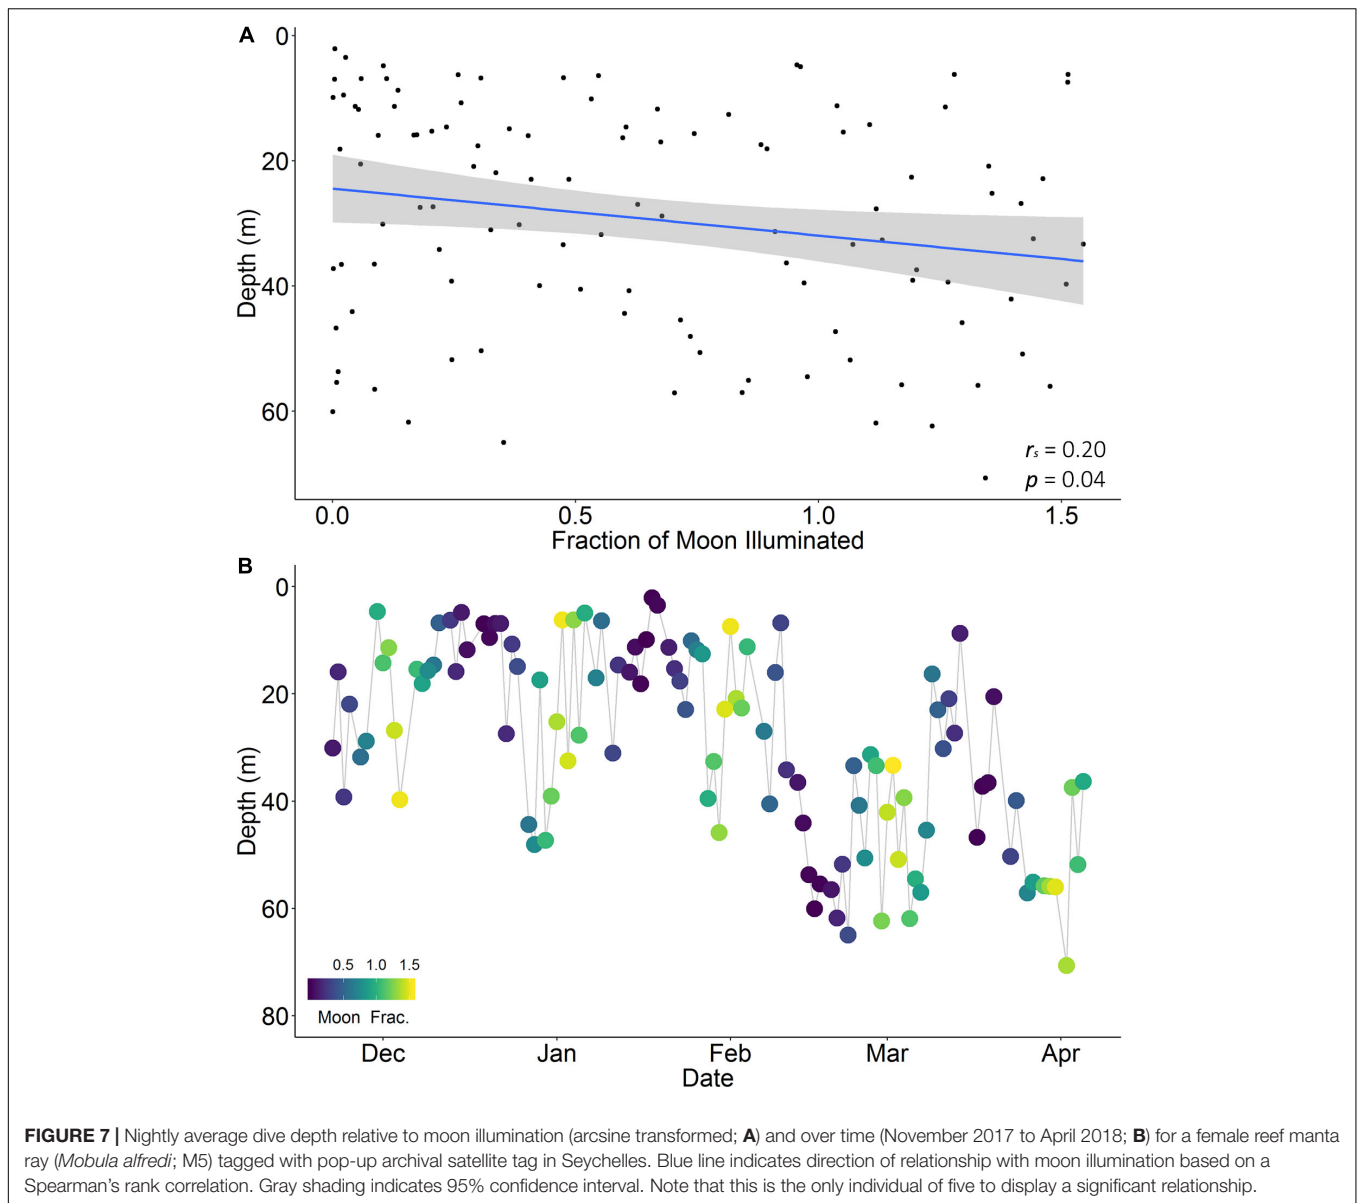 A
0
20
40
60
Depth (m)
rₛ = 0.20
p = 0.04
0.0 0.5 1.0 1.5
Fraction of Moon Illuminated
B
0
20
40
60
80
Depth (m)
0.5 1.0 1.5
Moon Frac.
Dec Jan Feb Mar Apr
Date
FIGURE 7 | Nightly average dive depth relative to moon illumination (arcsine transformed; A) and over time (November 2017 to April 2018; B) for a female reef manta
ray (Mobula alfredi; M5) tagged with pop-up archival satellite tag in Seychelles. Blue line indicates direction of relationship with moon illumination based on a
Spearman's rank correlation. Gray shading indicates 95% confidence interval. Note that this is the only individual of five to display a significant relationship.